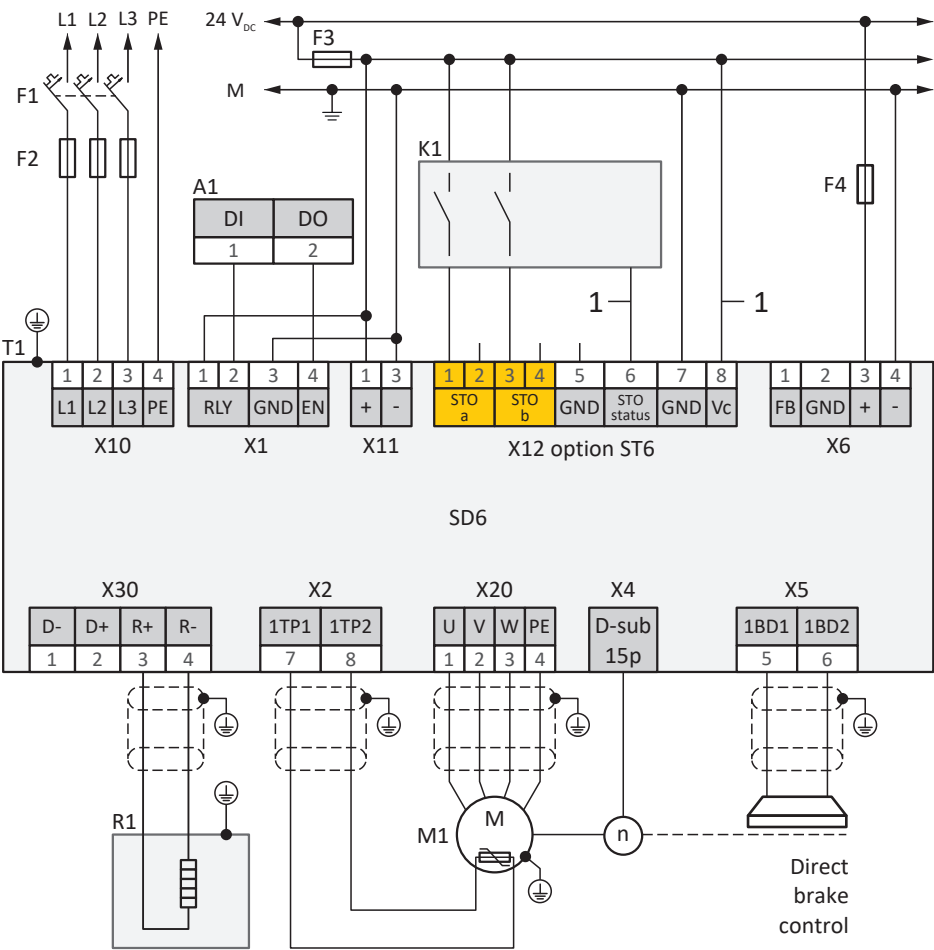 L1 L2 L3 PE
24 V DC
F3
F1
M
F2
K1
A1
F4
DI DO
1 2
1
1
T1
1 2 3 4
L1 L2 L3 PE
X10
1 2 3 4
RLY GND EN
X1
1 3
+ -
X11
1 2 3 4 5 6 7 8
STO a STO b GND STO status GND Vc
X12 option ST6
1 2 3 4
FB GND + -
X6
SD6
X30
D- D+ R+ R-
1 2 3 4
X2
1TP1 1TP2
7 8
X20
U V W PE
1 2 3 4
X4
D-sub
15p
X5
1BD1 1BD2
5 6
R1
M1
M
n
Direct
brake
control